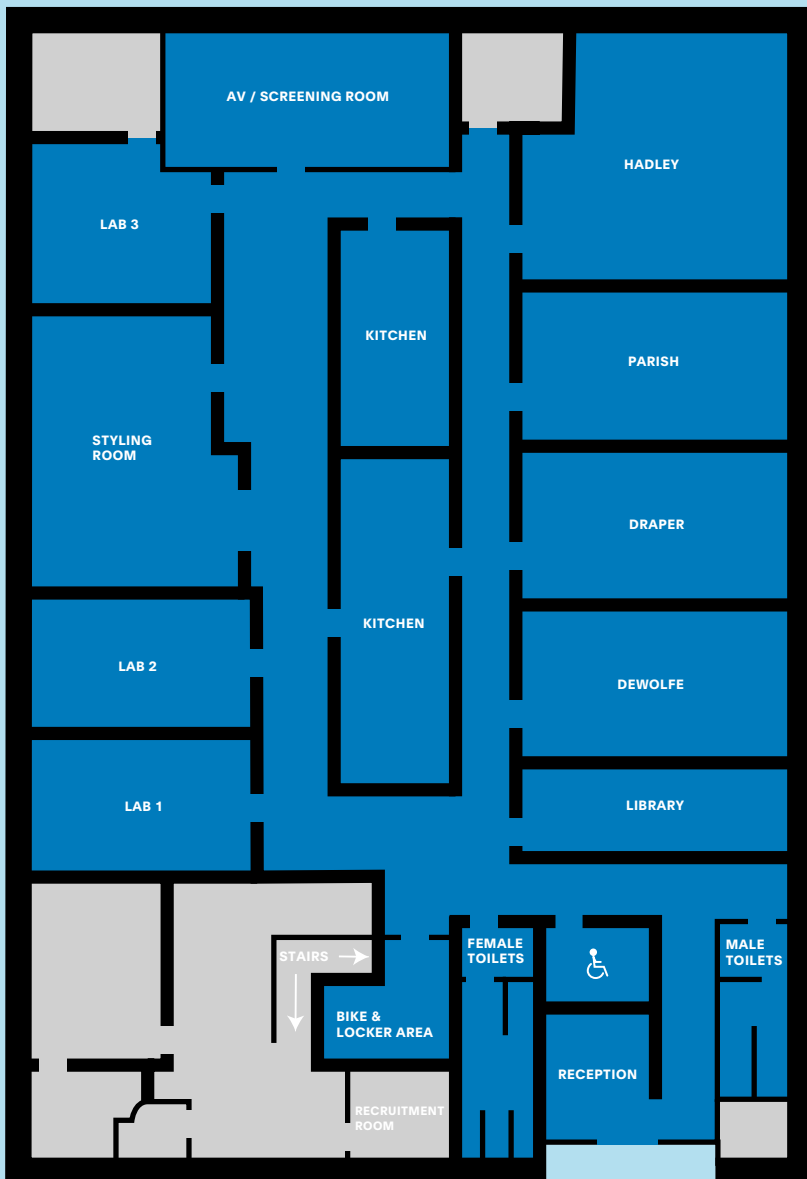 AV / SCREENING ROOM
HADLEY
LAB 3
KITCHEN
PARISH
STYLING
ROOM
DRAPER
KITCHEN
LAB 2
DEWOLFE
LAB 1
LIBRARY
FEMALE
TOILETS
MALE
TOILETS
STAIRS
BIKE &
LOCKER AREA
RECEPTION
RECRUITMENT
ROOM